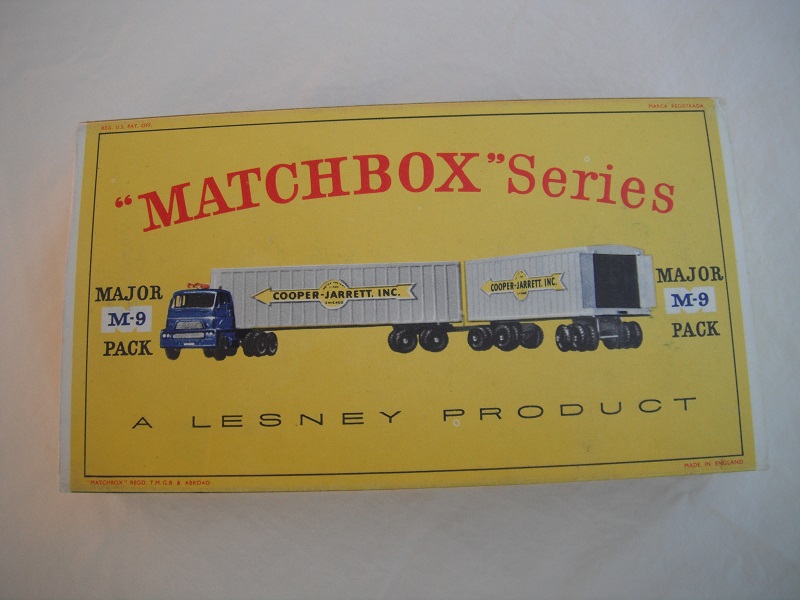 REG. U.S. PAT. OFF.
MARCA REGISTRADA
“MATCHBOX” Series
MAJOR
M-9
PACK
COOPER-JARRETT. INC.
CHICAGO
COOPER-JARRETT. INC.
MAJOR
M-9
PACK
A LESNEY PRODUCT
"MATCHBOX" REGD. T.M.G.B. & ABROAD
MADE IN ENGLAND